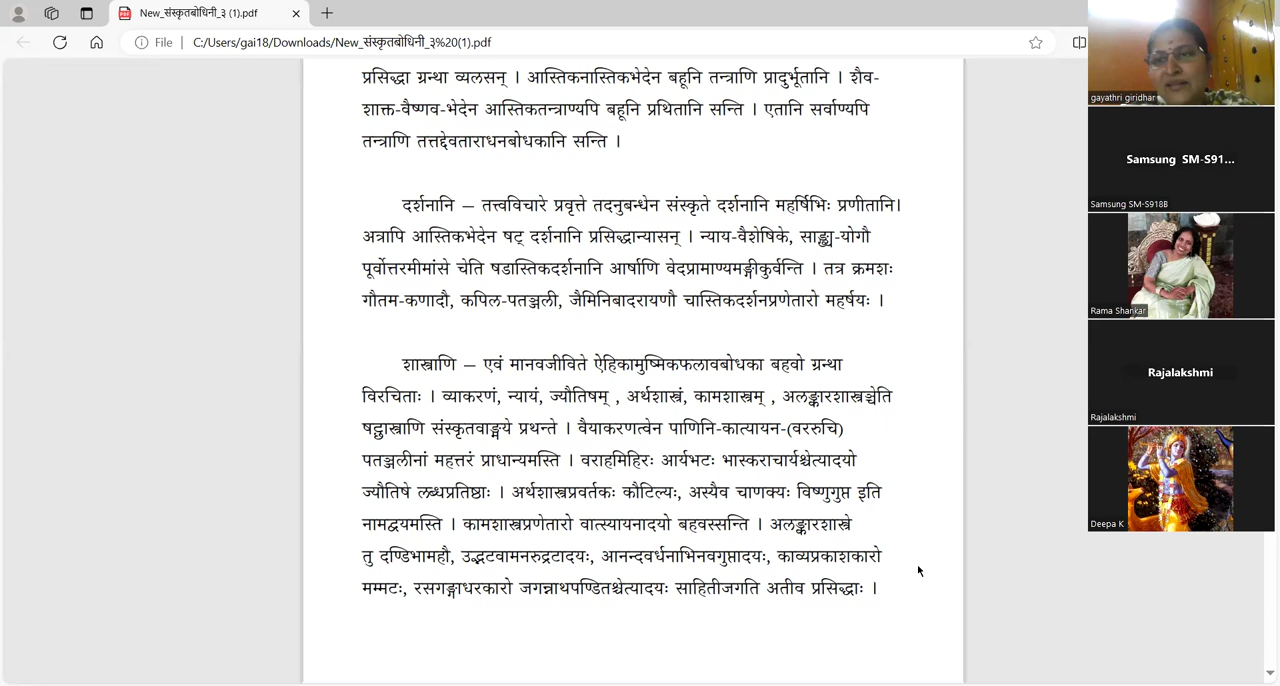 New_संस्कृतबोधिनी_३ (1).pdf
File | C:/Users/gai18/Downloads/New_संस्कृतबोधिनी_३%20(1).pdf
प्रसिद्धा ग्रन्था व्यलसन् । आस्तिकनास्तिकभेदेन बहूनि तन्त्राणि प्रादुर्भूतानि । शैव-
शाक्त-वैष्णव-भेदेन आस्तिकतन्त्राण्यपि बहूनि प्रथितानि सन्ति । एतानि सर्वाण्यपि
तन्त्राणि तत्तद्देवताराधनबोधकानि सन्ति ।
दर्शनानि – तत्त्वविचारे प्रवृत्ते तदनुबन्धेन संस्कृते दर्शनानि महर्षिभिः प्रणीतानि।
अत्रापि आस्तिकभेदेन षट् दर्शनानि प्रसिद्धान्यासन् । न्याय-वैशेषिके, साङ्ख्य-योगौ
पूर्वोत्तरमीमांसे चेति षडास्तिकदर्शनानि आर्षाणि वेदप्रामाण्यमङ्गीकुर्वन्ति । तत्र क्रमशः
गौतम-कणादौ, कपिल-पतञ्जली, जैमिनिबादरायणौ चास्तिकदर्शनप्रणेतारो महर्षयः ।
शास्त्राणि – एवं मानवजीविते ऐहिकामुष्मिकफलावबोधका बहवो ग्रन्था
विरचिताः । व्याकरणं, न्यायं, ज्यौतिषम् , अर्थशास्त्रं, कामशास्त्रम् , अलङ्कारशास्त्रञ्चेति
षट्छास्त्राणि संस्कृतवाङ्मये प्रथन्ते । वैयाकरणत्वेन पाणिनि-कात्यायन-(वररुचि)
पतञ्जलीनां महत्तरं प्राधान्यमस्ति । वराहमिहिरः आर्यभटः भास्कराचार्यश्चेत्यादयो
ज्यौतिषे लब्धप्रतिष्ठाः । अर्थशास्त्रप्रवर्तकः कौटिल्यः, अस्यैव चाणक्यः विष्णुगुप्त इति
नामद्वयमस्ति । कामशास्त्रप्रणेतारो वात्स्यायनादयो बहवस्सन्ति । अलङ्कारशास्त्रे
तु दण्डिभामहौ, उद्भटवामनरुद्रटादयः, आनन्दवर्धनाभिनवगुप्तादयः, काव्यप्रकाशकारो
मम्मटः, रसगङ्गाधरकारो जगन्नाथपण्डितश्चेत्यादयः साहितीजगति अतीव प्रसिद्धाः ।
gayathri giridhar
Samsung SM-S91...
Samsung SM-S918B
Rama Shankar
Rajalakshmi
Rajalakshmi
Deepa K